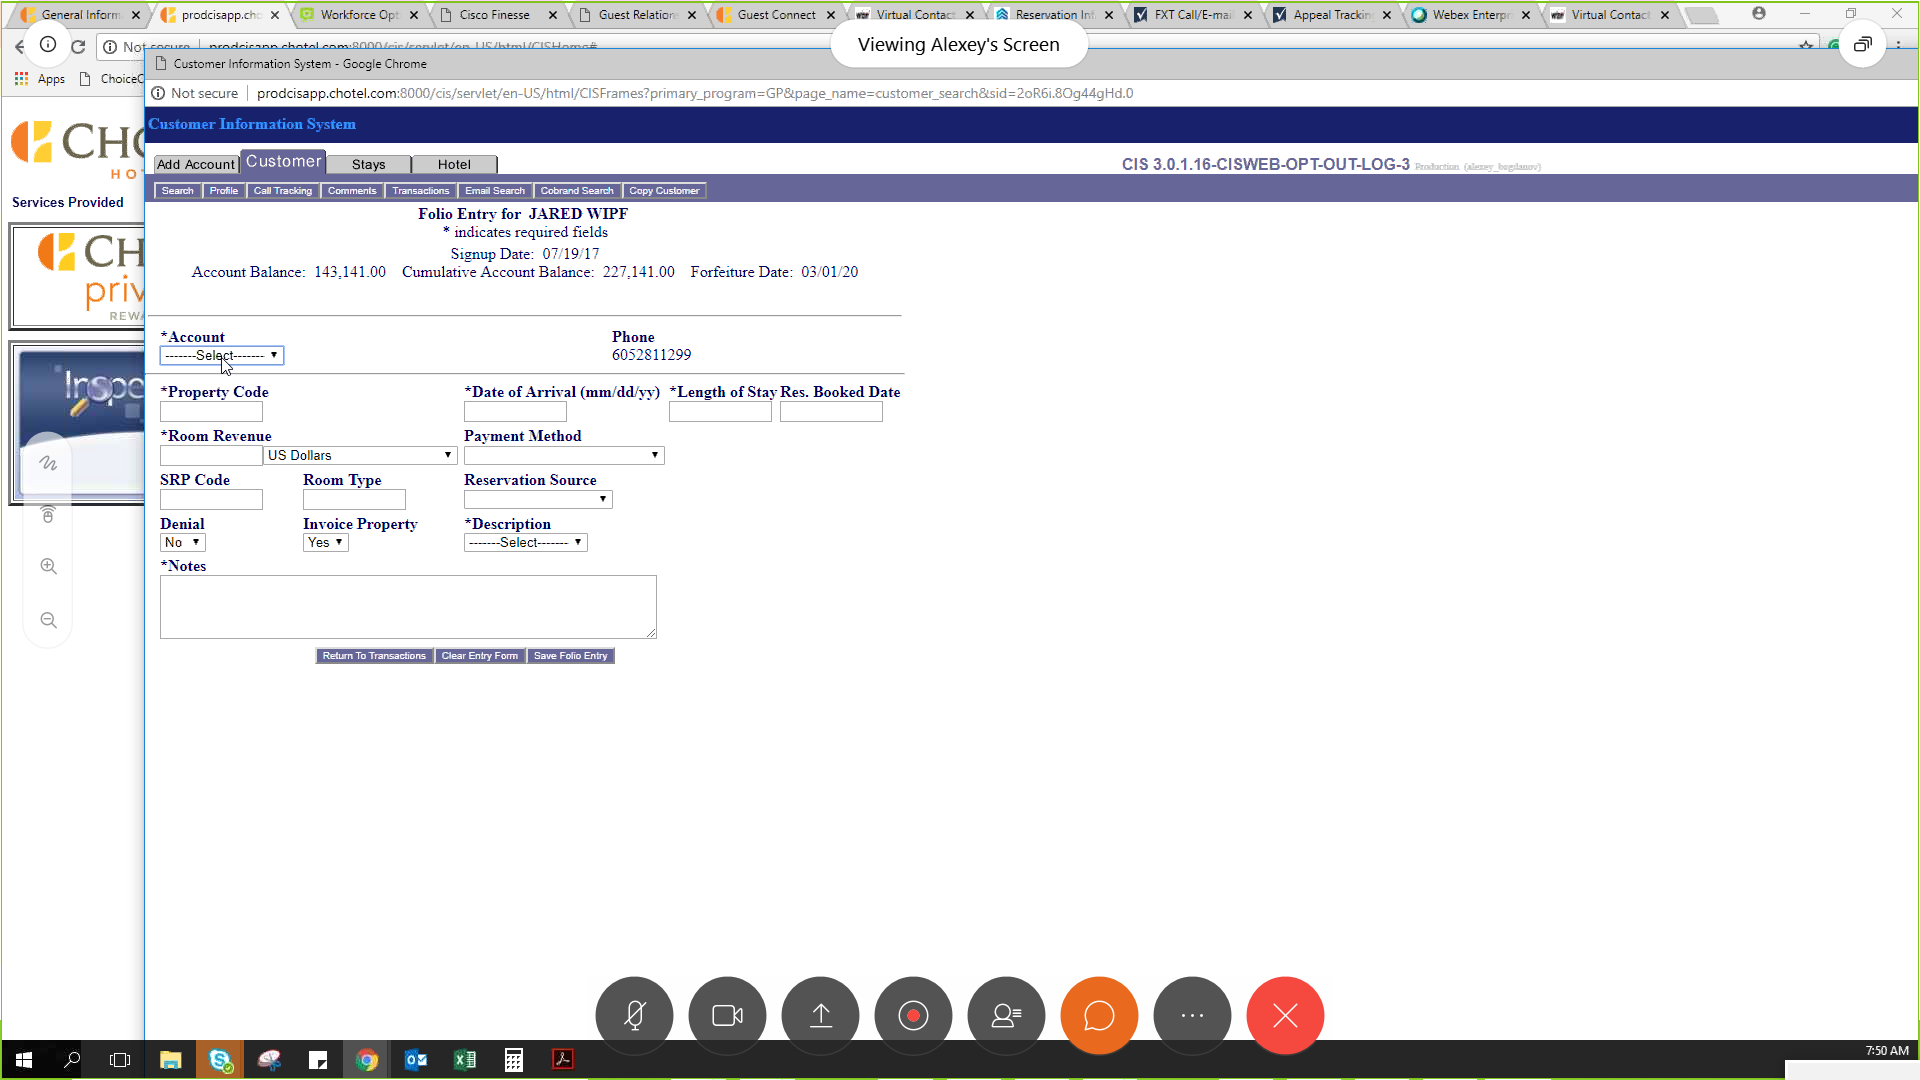 General Inform
prodcisapp.cho
Workforce Opt
Cisco Finesse
Guest Relation
Guest Connect
Virtual Contact
Reservation Inf
FXT Call/E-mai
Appeal Trackin
Webex Enterpr
Virtual Contac
Not secure prodcisapp.chotel.com:8000/cis/servlet/en-US/html/CISHome#
Viewing Alexey's Screen
Apps ChoiceC
Customer Information System - Google Chrome
Not secure prodcisapp.chotel.com:8000/cis/servlet/en-US/html/CISFrames?primary_program=GP&page_name=customer_search&sid=2oR6i.8Og44gHd.0
Customer Information System
CHO
HO
Services Provided
CH
priv
REWA
Inspe
Add Account Customer Stays Hotel
CIS 3.0.1.16-CISWEB-OPT-OUT-LOG-3 Production (alexey_bogdanov)
Search Profile Call Tracking Comments Transactions Email Search Cobrand Search Copy Customer
Folio Entry for JARED WIPF
* indicates required fields
Signup Date: 07/19/17
Account Balance: 143,141.00 Cumulative Account Balance: 227,141.00 Forfeiture Date: 03/01/20
*Account Phone
-------Select------- 6052811299
*Property Code *Date of Arrival (mm/dd/yy) *Length of Stay Res. Booked Date
*Room Revenue Payment Method
US Dollars
SRP Code Room Type Reservation Source
Denial Invoice Property *Description
No Yes -------Select-------
*Notes
Return To Transactions Clear Entry Form Save Folio Entry
7:50 AM